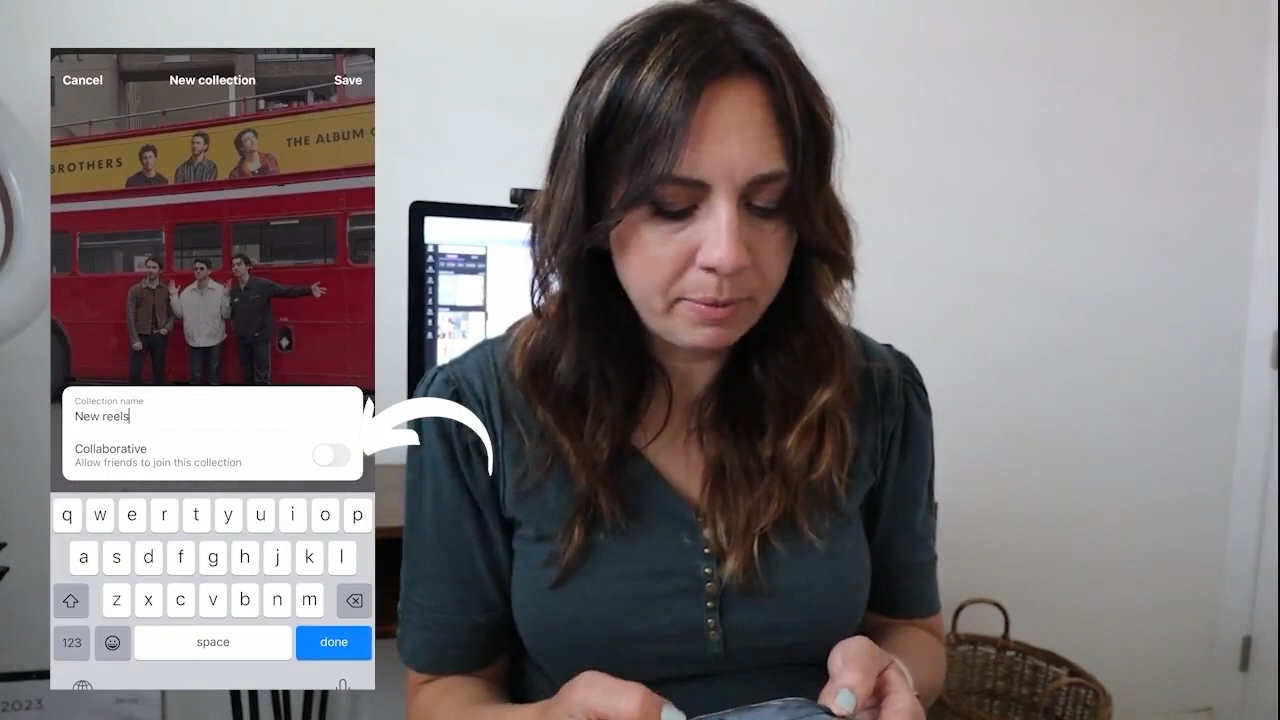 Cancel New collection Save
BROTHERS THE ALBUM
Collection name
New reels
Collaborative
Allow friends to join this collection
q w e r t y u i o p
a s d f g h j k l
z x c v b n m
123 space done
2023